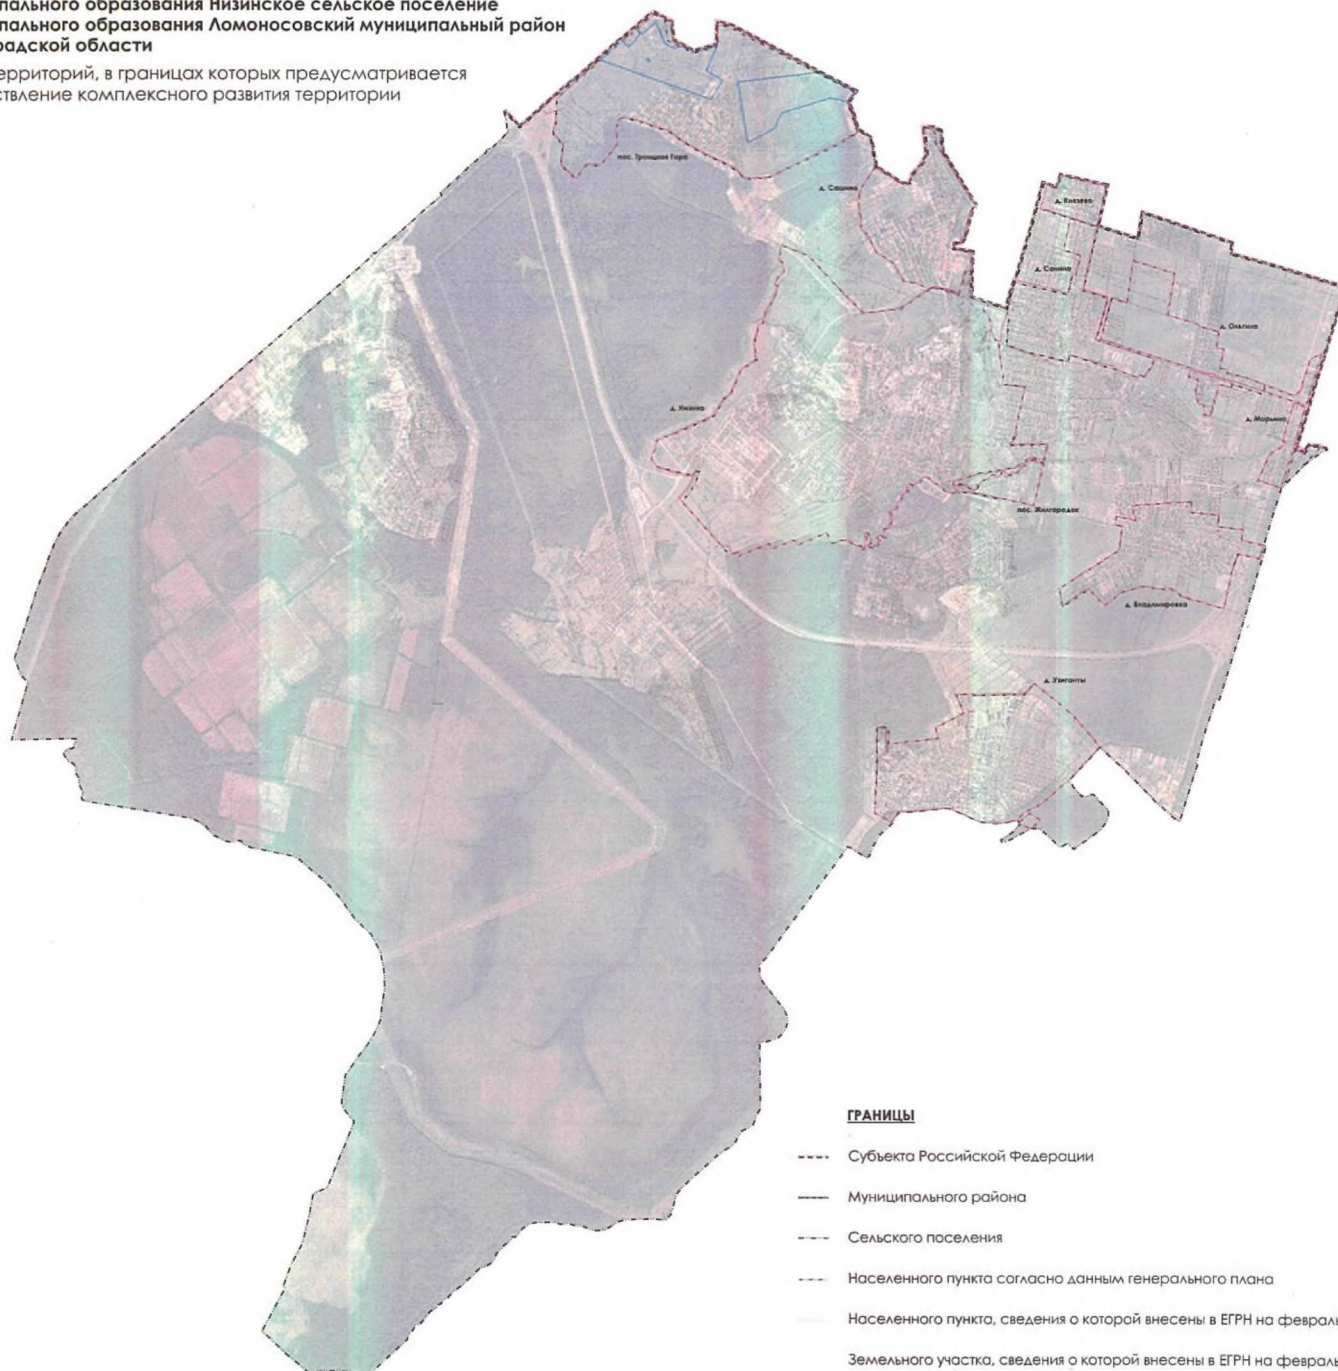 пального образования Низинское сельское поселение
пального образования Ломоносовский муниципальный район
радской области
ерриторий, в границах которых предусматривается
ствление комплексного развития территории
пос. Троицкая Гора
д. Сашино
д. Князево
д. Санино
д. Ольгино
д. Низино
д. Марьино
пос. Жилгородок
д. Владимировка
д. Узигонты
ГРАНИЦЫ
Субъекта Российской Федерации
Муниципального района
Сельского поселения
Населенного пункта согласно данным генерального плана
Населенного пункта, сведения о которой внесены в ЕГРН на февраль
Земельного участка, сведения о которой внесены в ЕГРН на февраль